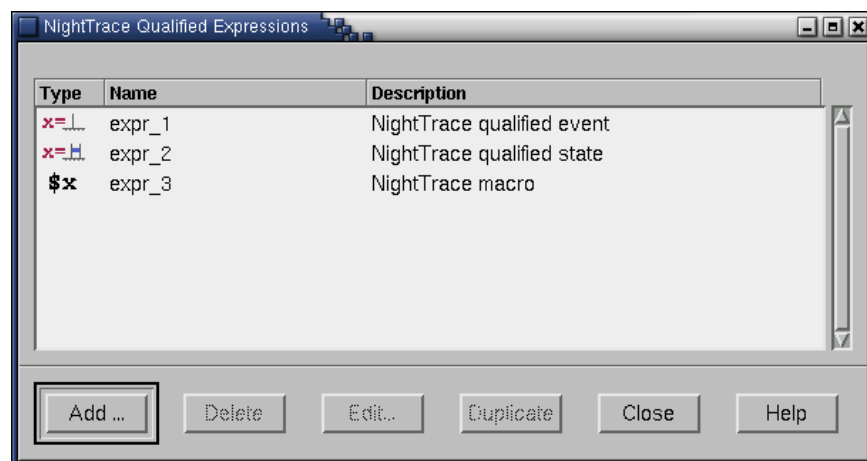 NightTrace Qualified Expressions
Type Name Description
x= expr_1 NightTrace qualified event
x= expr_2 NightTrace qualified state
$x expr_3 NightTrace macro
Add ... Delete Edit... Duplicate Close Help